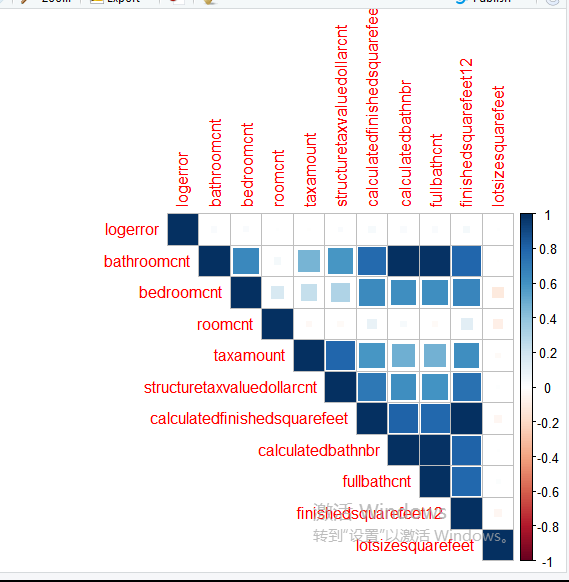 Zoom Export Publish
logerror
bathroomcnt
bedroomcnt
roomcnt
taxamount
structuretaxvaluedollarcnt
calculatedfinishedsquarefee
calculatedbathnbr
fullbathcnt
finishedsquarefeet12
lotsizesquarefeet
logerror
bathroomcnt
bedroomcnt
roomcnt
taxamount
structuretaxvaluedollarcnt
calculatedfinishedsquarefeet
calculatedbathnbr
fullbathcnt
finishedsquarefeet12
lotsizesquarefeet
1
0.8
0.6
0.4
0.2
0
-0.2
-0.4
-0.6
-0.8
-1
激活 Windows
转到“设置”以激活 Windows。